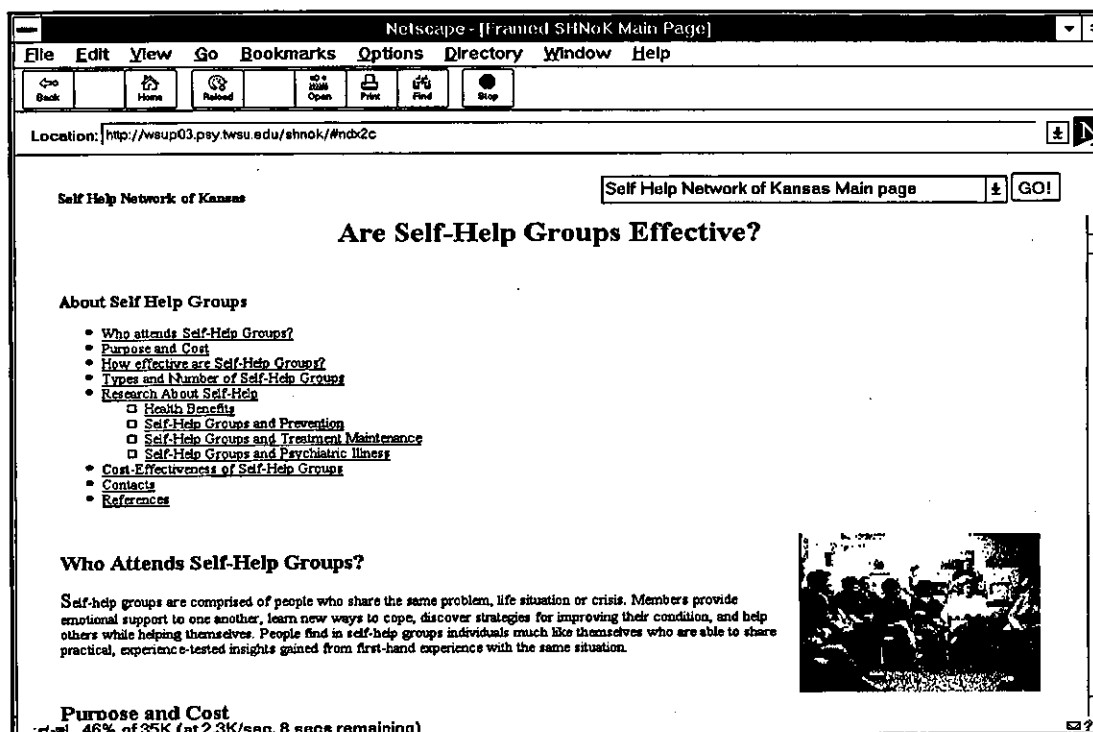 Netscape - [Framed SHNoK Main Page]
File Edit View Go Bookmarks Options Directory Window Help
Back Home Reload Open Print Find Stop
Location: http://wsup03.psy.twsu.edu/shnok/#ndx2c
N
Self Help Network of Kansas
Self Help Network of Kansas Main page GO!
Are Self-Help Groups Effective?
About Self Help Groups
Who attends Self-Help Groups?
Purpose and Cost
How effective are Self-Help Groups?
Types and Number of Self-Help Groups
Research About Self-Help
Health Benefits
Self-Help Groups and Prevention
Self-Help Groups and Treatment Maintenance
Self-Help Groups and Psychiatric Illness
Cost-Effectiveness of Self-Help Groups
Contacts
References
Who Attends Self-Help Groups?
Self-help groups are comprised of people who share the same problem, life situation or crisis. Members provide
emotional support to one another, learn new ways to cope, discover strategies for improving their condition, and help
others while helping themselves. People find in self-help groups individuals much like themselves who are able to share
practical, experience-tested insights gained from first-hand experience with the same situation.
Purpose and Cost
46% of 35K (at 2.3K/sec, 8 secs remaining)
?